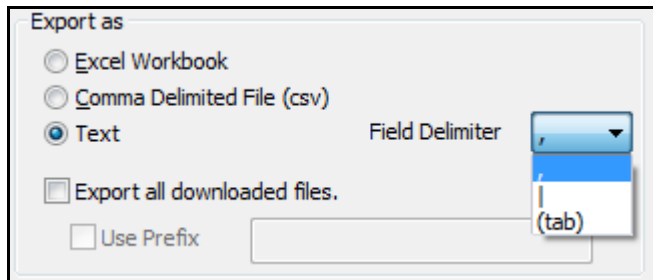 Export as
Excel Workbook
Comma Delimited File (csv)
Text Field Delimiter ,
,
|
Export all downloaded files.
(tab)
Use Prefix